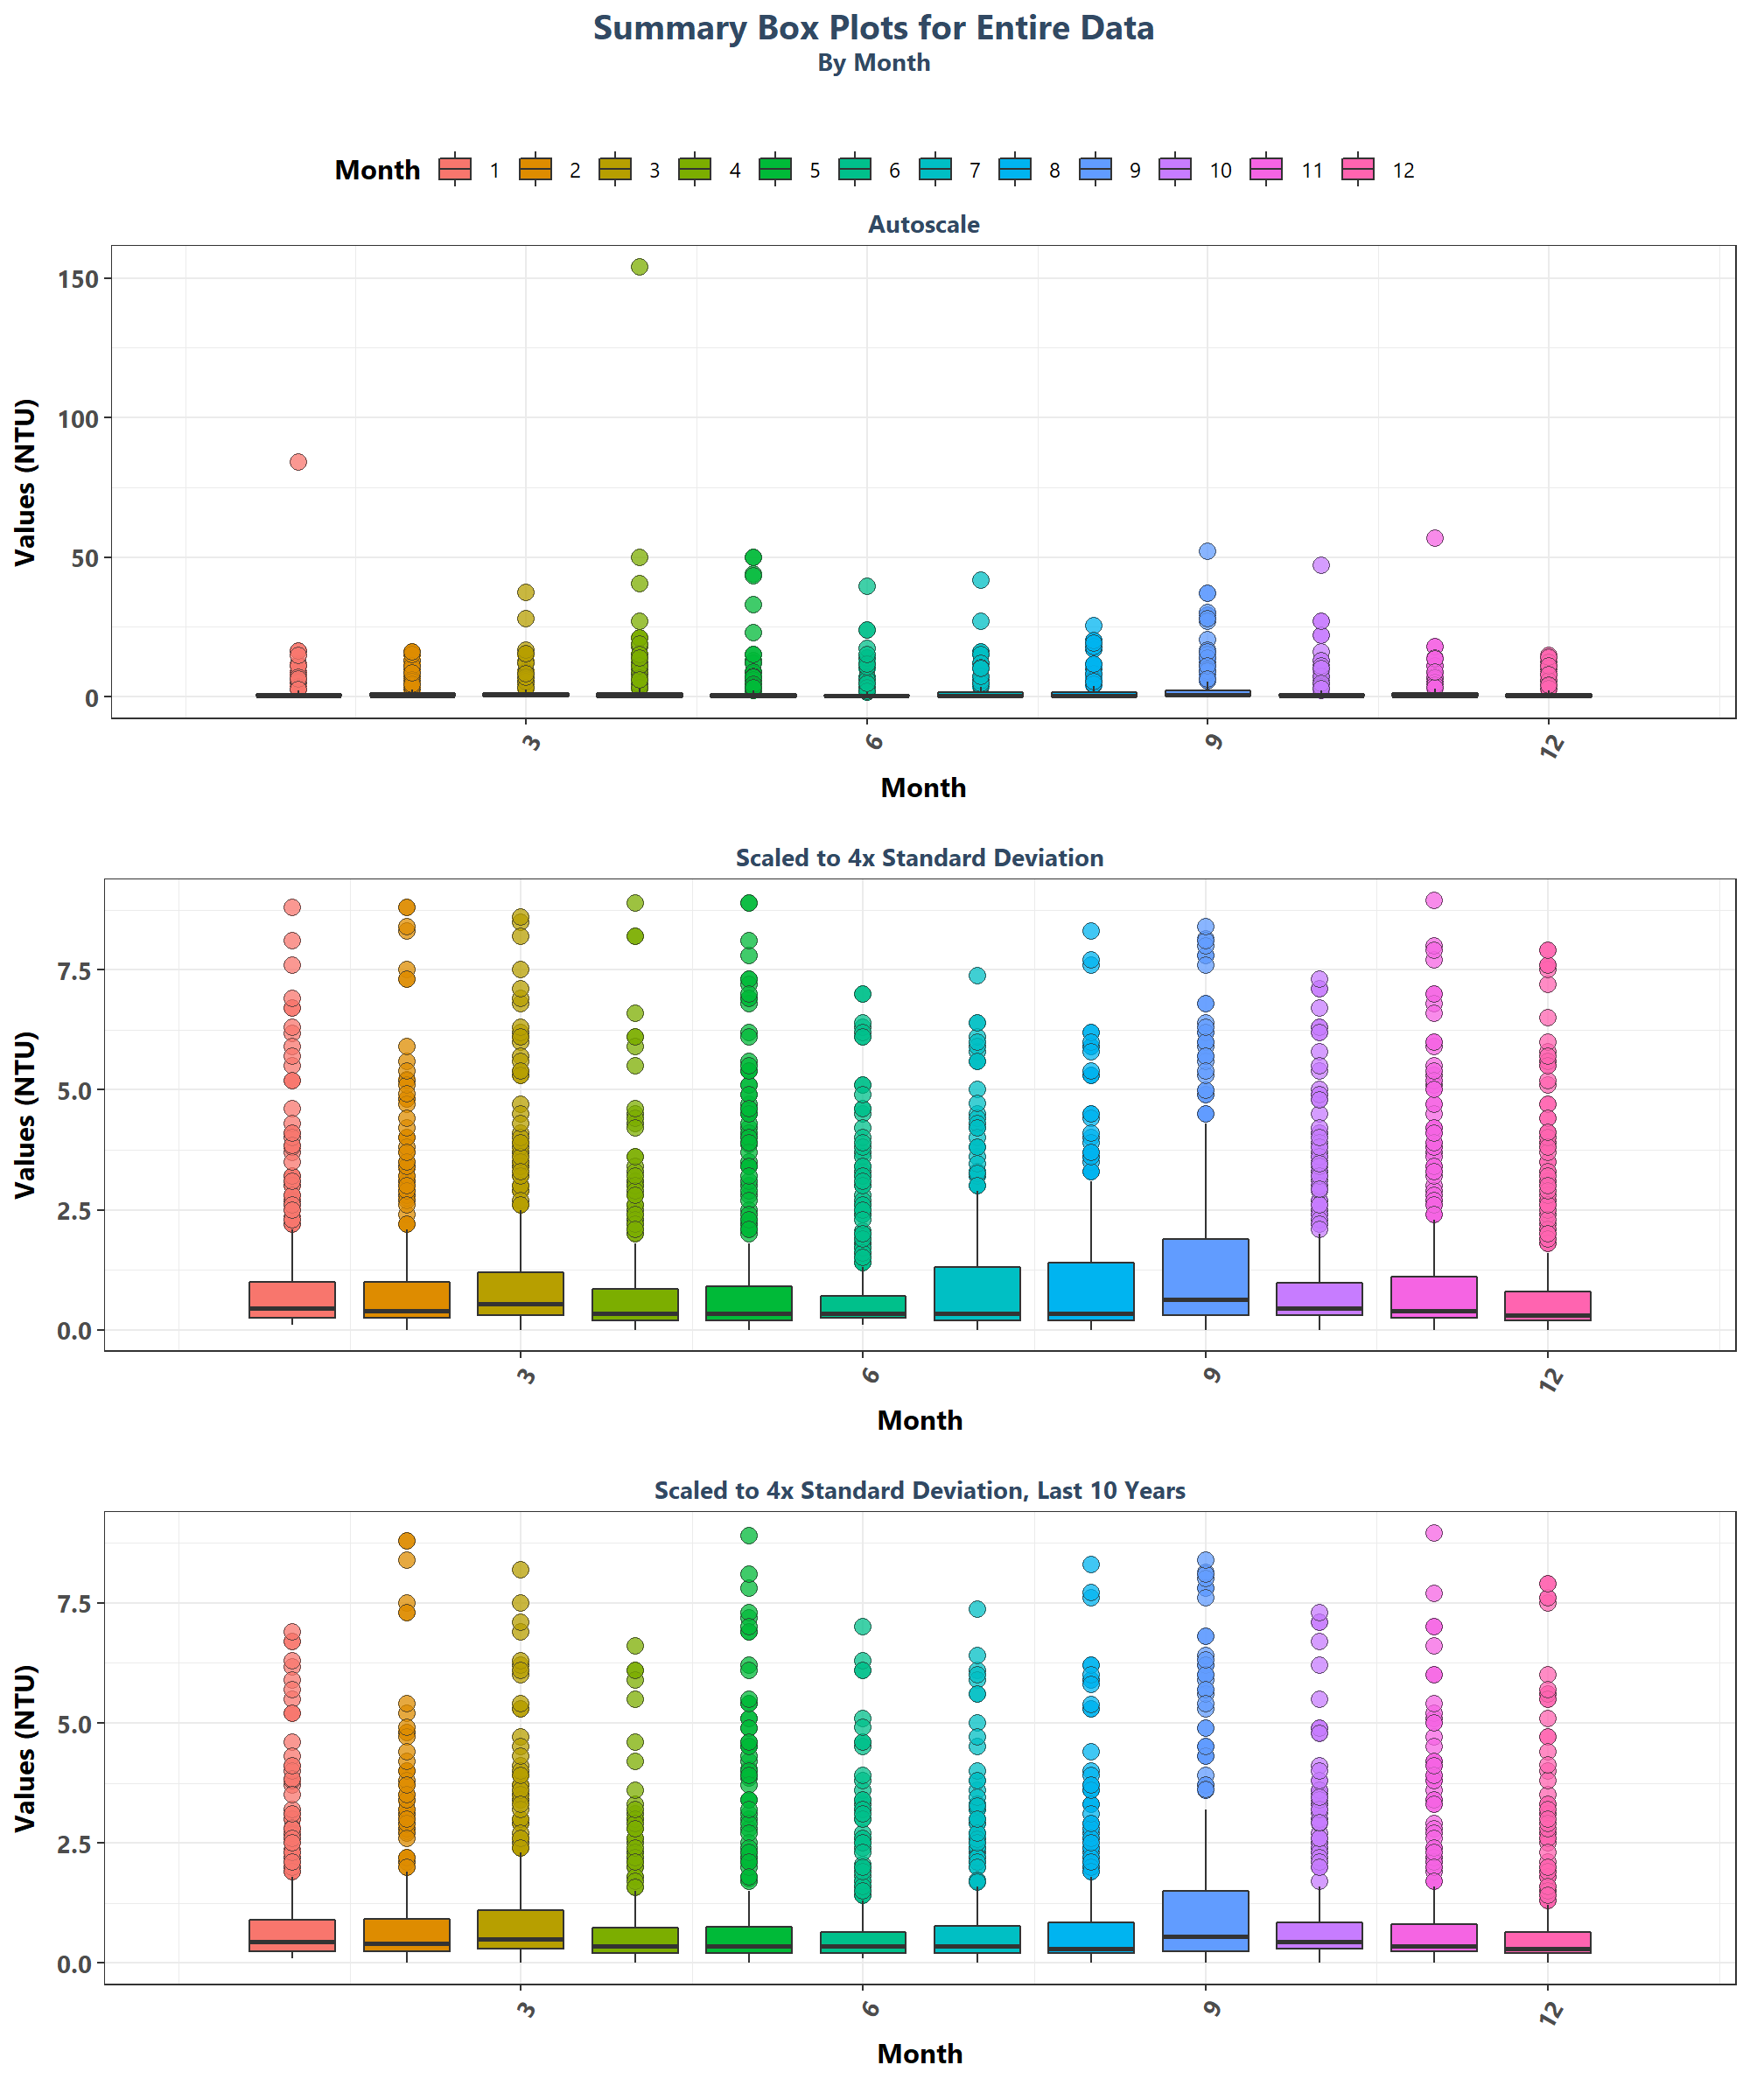 Summary Box Plots for Entire Data
By Month
Month 1 2 3 4 5 6 7 8 9 10 11 12
Autoscale
Values (NTU)
150
100
50
0
3 6 9 12
Month
Scaled to 4x Standard Deviation
Values (NTU)
7.5
5.0
2.5
0.0
3 6 9 12
Month
Scaled to 4x Standard Deviation, Last 10 Years
Values (NTU)
7.5
5.0
2.5
0.0
3 6 9 12
Month